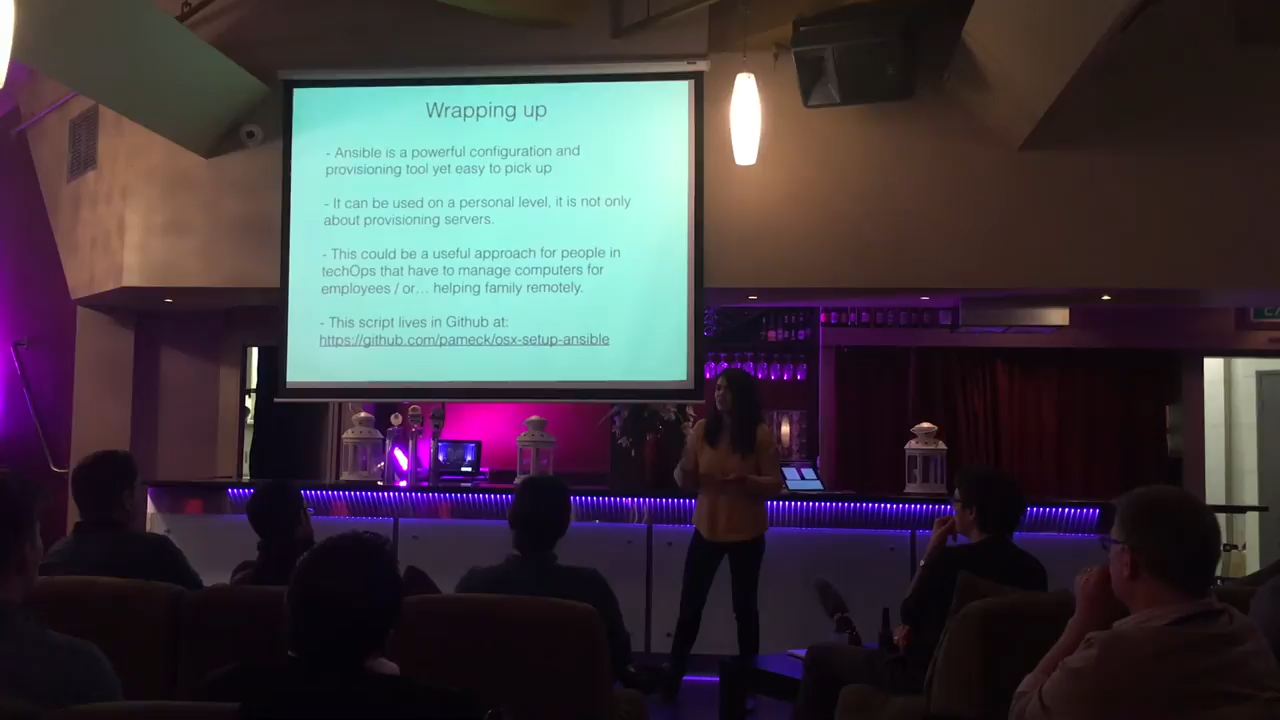 Wrapping up
- Ansible is a powerful configuration and
provisioning tool yet easy to pick up
- It can be used on a personal level, it is not only
about provisioning servers.
- This could be a useful approach for people in
techOps that have to manage computers for
employees / or... helping family remotely.
- This script lives in Github at:
https://github.com/pameck/osx-setup-ansible